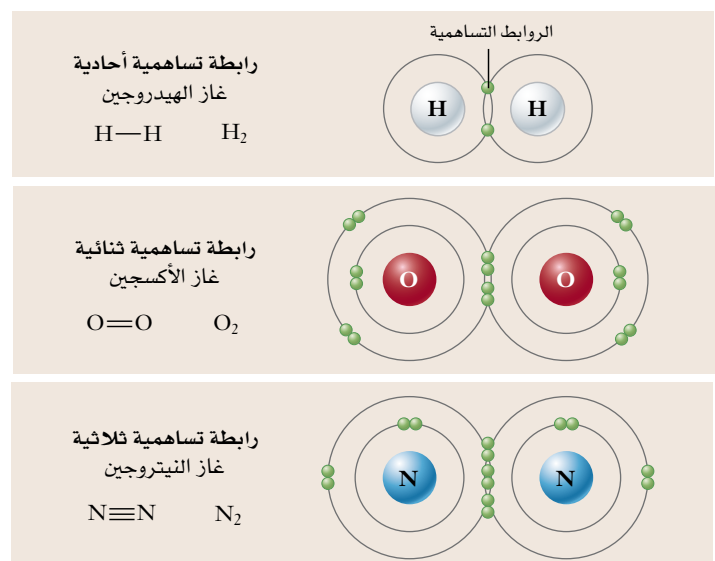 الروابط التساهمية
رابطة تساهمية أحادية
غاز الهيدروجين
H—H H₂
H H
رابطة تساهمية ثنائية
غاز الأكسجين
O=O O₂
O O
رابطة تساهمية ثلاثية
غاز النيتروجين
N≡N N₂
N N